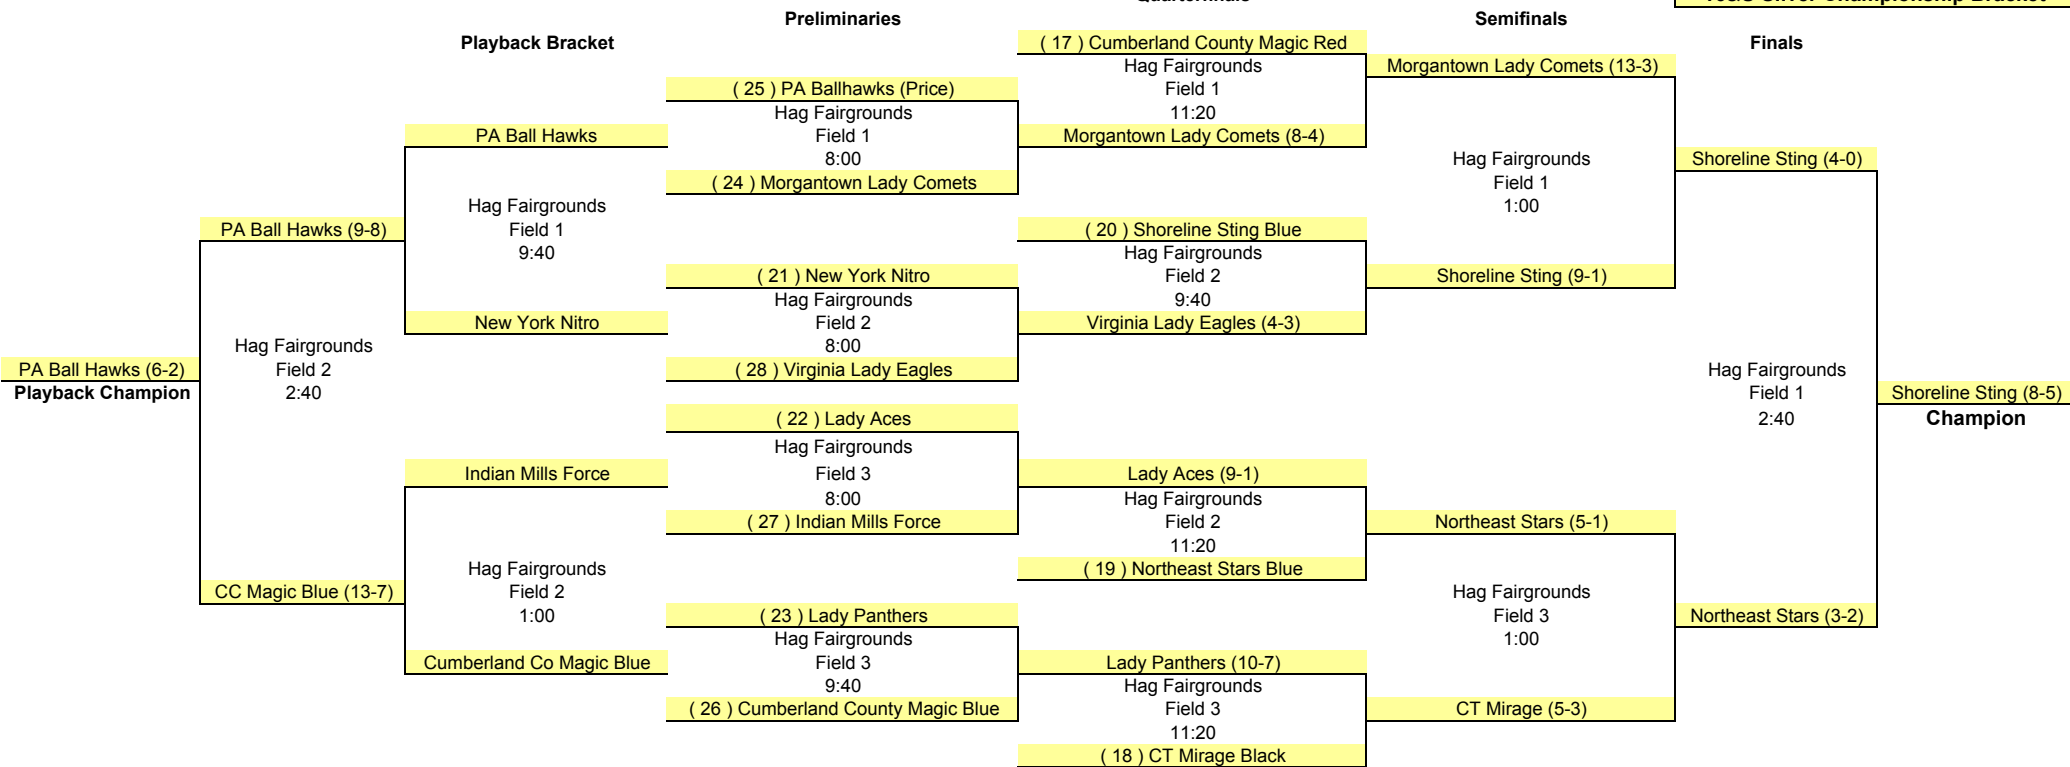 Playback Bracket
Preliminaries
Quarterfinals
Semifinals
Finals
Silver Championship Bracket
PA Ball Hawks (6-2)
Playback Champion
PA Ball Hawks (9-8)
Hag Fairgrounds
Field 2
2:40
CC Magic Blue (13-7)
PA Ball Hawks
Hag Fairgrounds
Field 1
9:40
New York Nitro
Indian Mills Force
Hag Fairgrounds
Field 2
1:00
Cumberland Co Magic Blue
( 25 ) PA Ballhawks (Price)
Hag Fairgrounds
Field 1
8:00
( 24 ) Morgantown Lady Comets
( 21 ) New York Nitro
Hag Fairgrounds
Field 2
8:00
( 28 ) Virginia Lady Eagles
( 22 ) Lady Aces
Hag Fairgrounds
Field 3
8:00
( 27 ) Indian Mills Force
( 23 ) Lady Panthers
Hag Fairgrounds
Field 3
9:40
( 26 ) Cumberland County Magic Blue
( 17 ) Cumberland County Magic Red
Hag Fairgrounds
Field 1
11:20
Morgantown Lady Comets (8-4)
( 20 ) Shoreline Sting Blue
Hag Fairgrounds
Field 2
9:40
Virginia Lady Eagles (4-3)
Lady Aces (9-1)
Hag Fairgrounds
Field 2
11:20
( 19 ) Northeast Stars Blue
Lady Panthers (10-7)
Hag Fairgrounds
Field 3
11:20
( 18 ) CT Mirage Black
Morgantown Lady Comets (13-3)
Hag Fairgrounds
Field 1
1:00
Shoreline Sting (9-1)
Northeast Stars (5-1)
Hag Fairgrounds
Field 3
1:00
CT Mirage (5-3)
Shoreline Sting (4-0)
Hag Fairgrounds
Field 1
2:40
Northeast Stars (3-2)
Shoreline Sting (8-5)
Champion